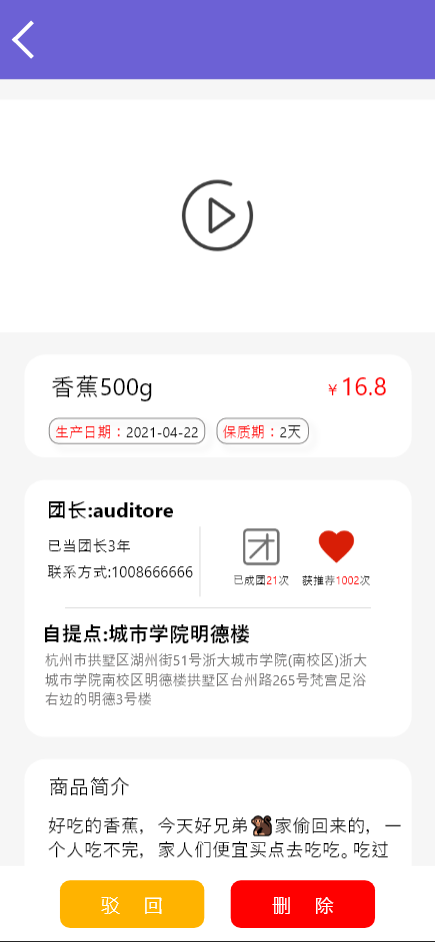 香蕉500g
￥16.8
生产日期：2021-04-22 保质期：2天
团长:auditore
已当团长3年
联系方式:1008666666
已成团21次 获推荐1002次
自提点:城市学院明德楼
杭州市拱墅区湖州街51号浙大城市学院(南校区)浙大
城市学院南校区明德楼拱墅区台州路265号梵宫足浴
右边的明德3号楼
商品简介
好吃的香蕉，今天好兄弟🐒家偷回来的，一
个人吃不完，家人们便宜买点去吃吃。吃过
驳 回
删 除